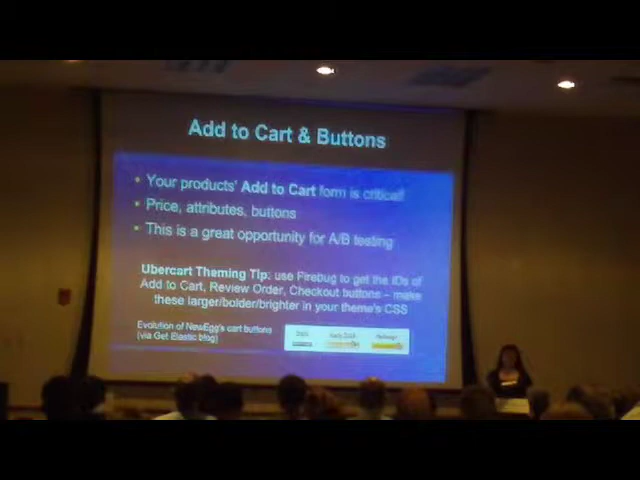 Add to Cart & Buttons
Your products' Add to Cart form is critical!
Price, attributes, buttons
This is a great opportunity for A/B testing
Ubercart Theming Tip: use Firebug to get the IDs of
Add to Cart, Review Order, Checkout buttons – make
these larger/bolder/brighter in your theme's CSS
Evolution of NewEgg's cart buttons
(via Get Elastic blog)